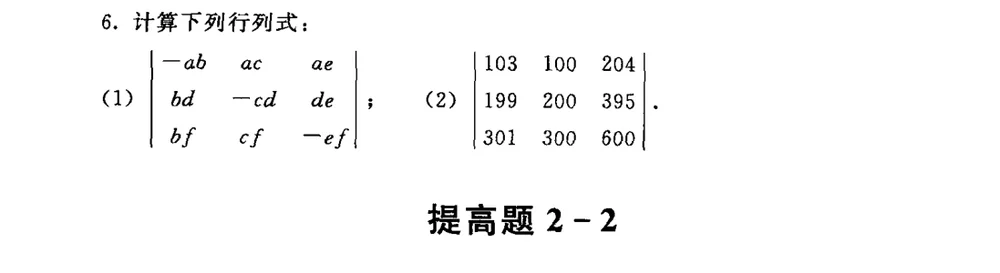 6. 计算下列行列式：
(1) | −ab ac ae |
| bd −cd de |
| bf cf −ef | ；
(2) | 103 100 204 |
| 199 200 395 |
| 301 300 600 | .
提高题 2－2